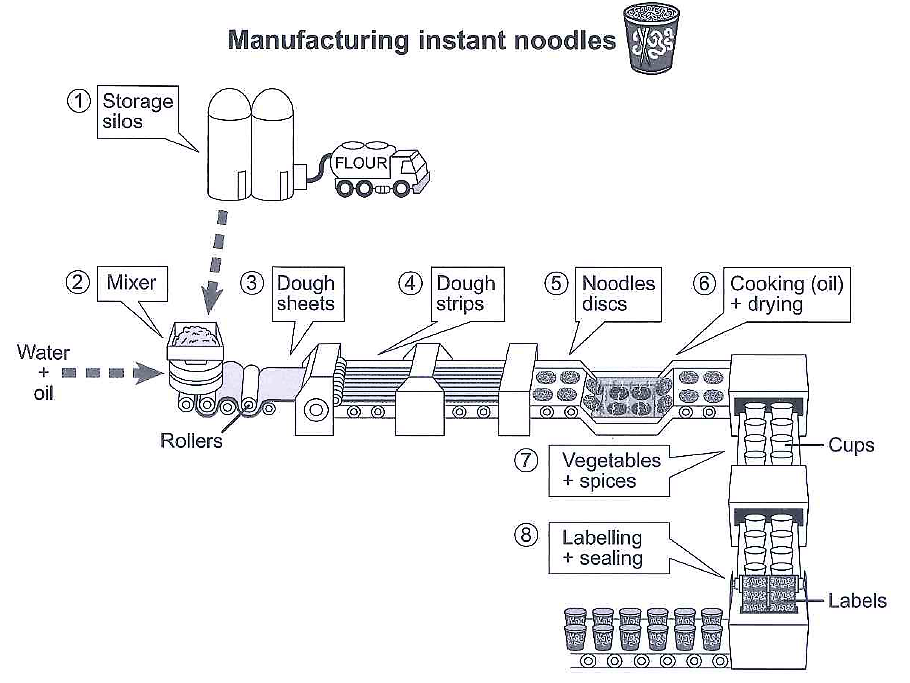 Manufacturing instant noodles
1 Storage
silos
FLOUR
2 Mixer
3 Dough
sheets
4 Dough
strips
5 Noodles
discs
6 Cooking (oil)
+ drying
Water
+
oil
Rollers
7 Vegetables
+ spices
Cups
8 Labelling
+ sealing
Labels